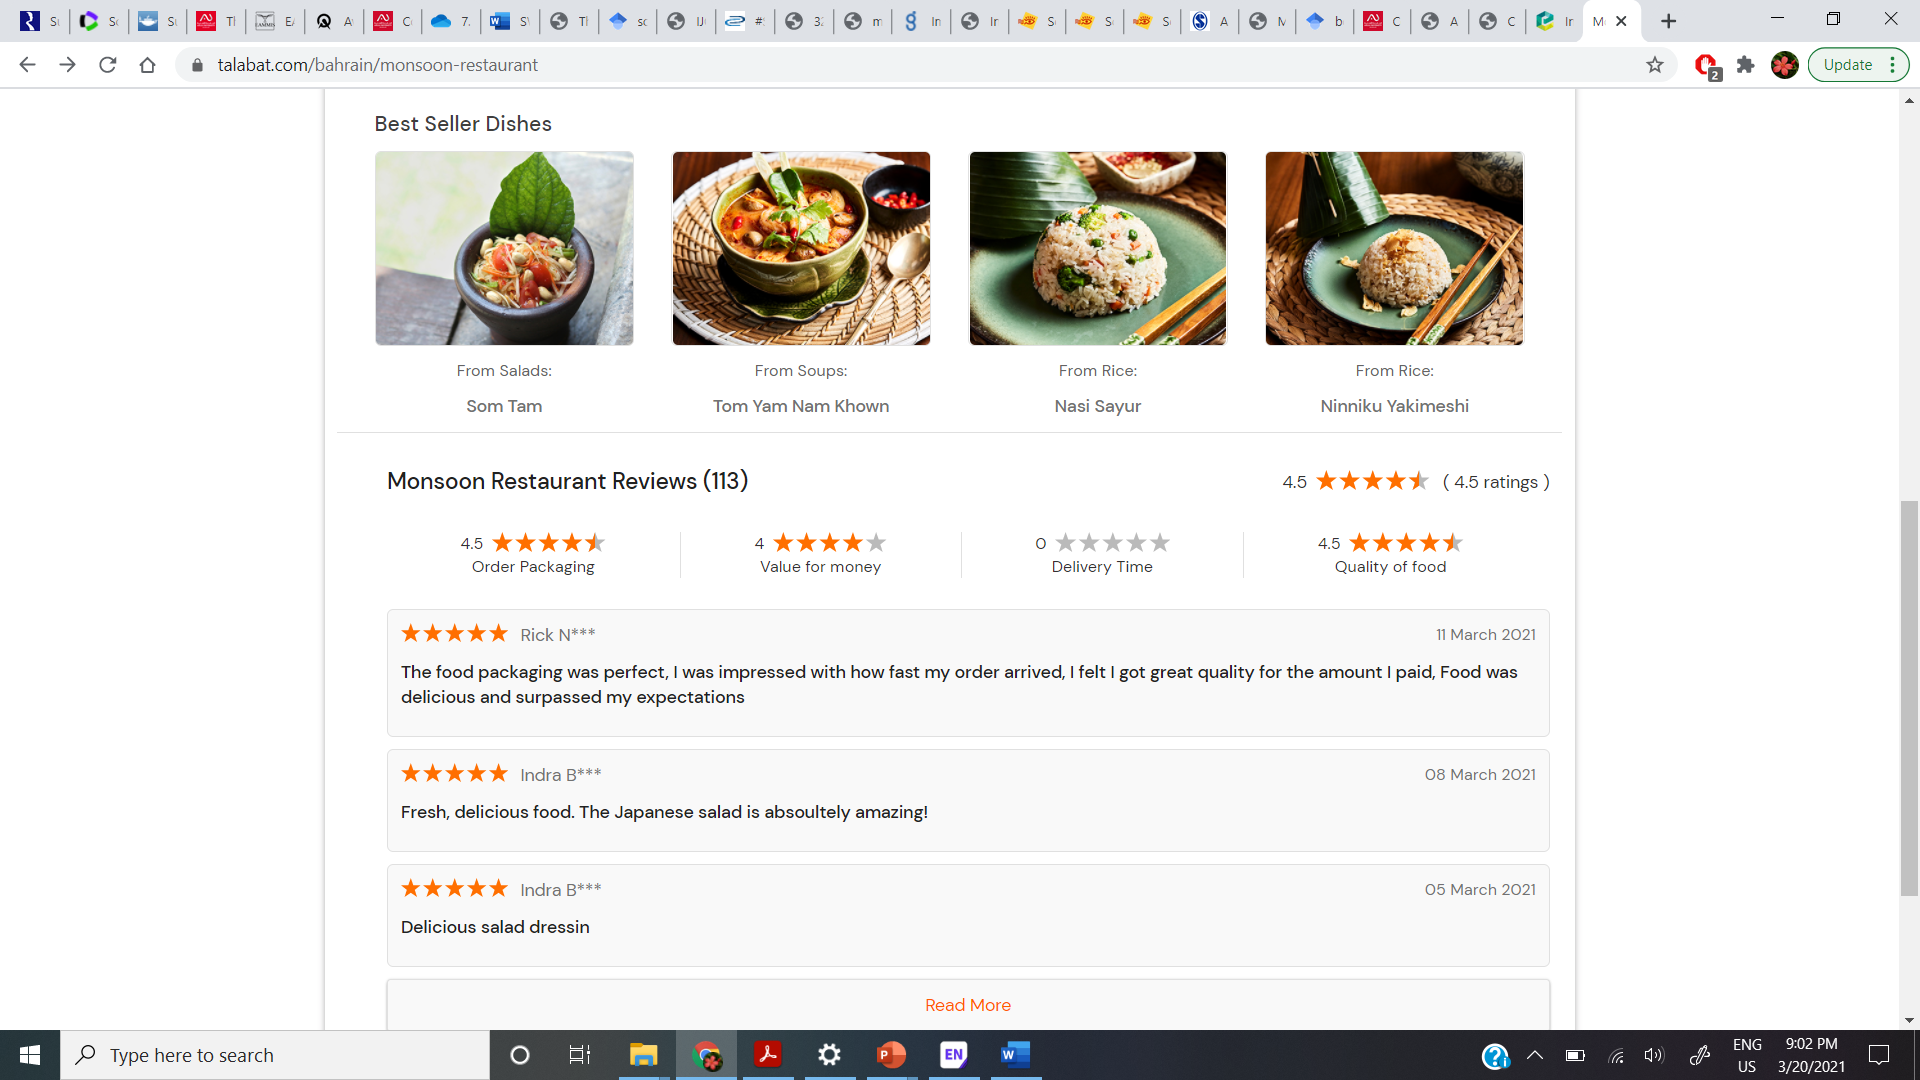 talabat.com/bahrain/monsoon-restaurant
2
Update
Best Seller Dishes
From Salads:
Som Tam
From Soups:
Tom Yam Nam Khown
From Rice:
Nasi Sayur
From Rice:
Ninniku Yakimeshi
Monsoon Restaurant Reviews (113)
4.5 ( 4.5 ratings )
4.5
Order Packaging
4
Value for money
0
Delivery Time
4.5
Quality of food
Rick N*** 11 March 2021
The food packaging was perfect, I was impressed with how fast my order arrived, I felt I got great quality for the amount I paid, Food was
delicious and surpassed my expectations
Indra B*** 08 March 2021
Fresh, delicious food. The Japanese salad is absoultely amazing!
Indra B*** 05 March 2021
Delicious salad dressin
Read More
Type here to search
EN
ENG
US
9:02 PM
3/20/2021